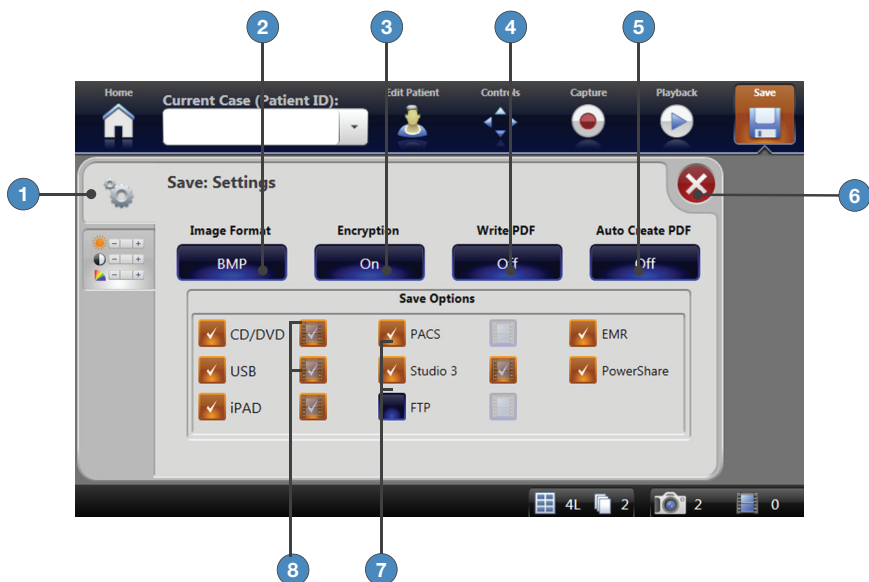 2 3 4 5
Home Current Case (Patient ID): Edit Patient Controls Capture Playback Save
1
Save: Settings
6
Image Format Encryption Write PDF Auto Create PDF
BMP On Off Off
Save Options
CD/DVD PACS EMR
USB Studio 3 PowerShare
iPAD FTP
4L 2 2 0
8 7